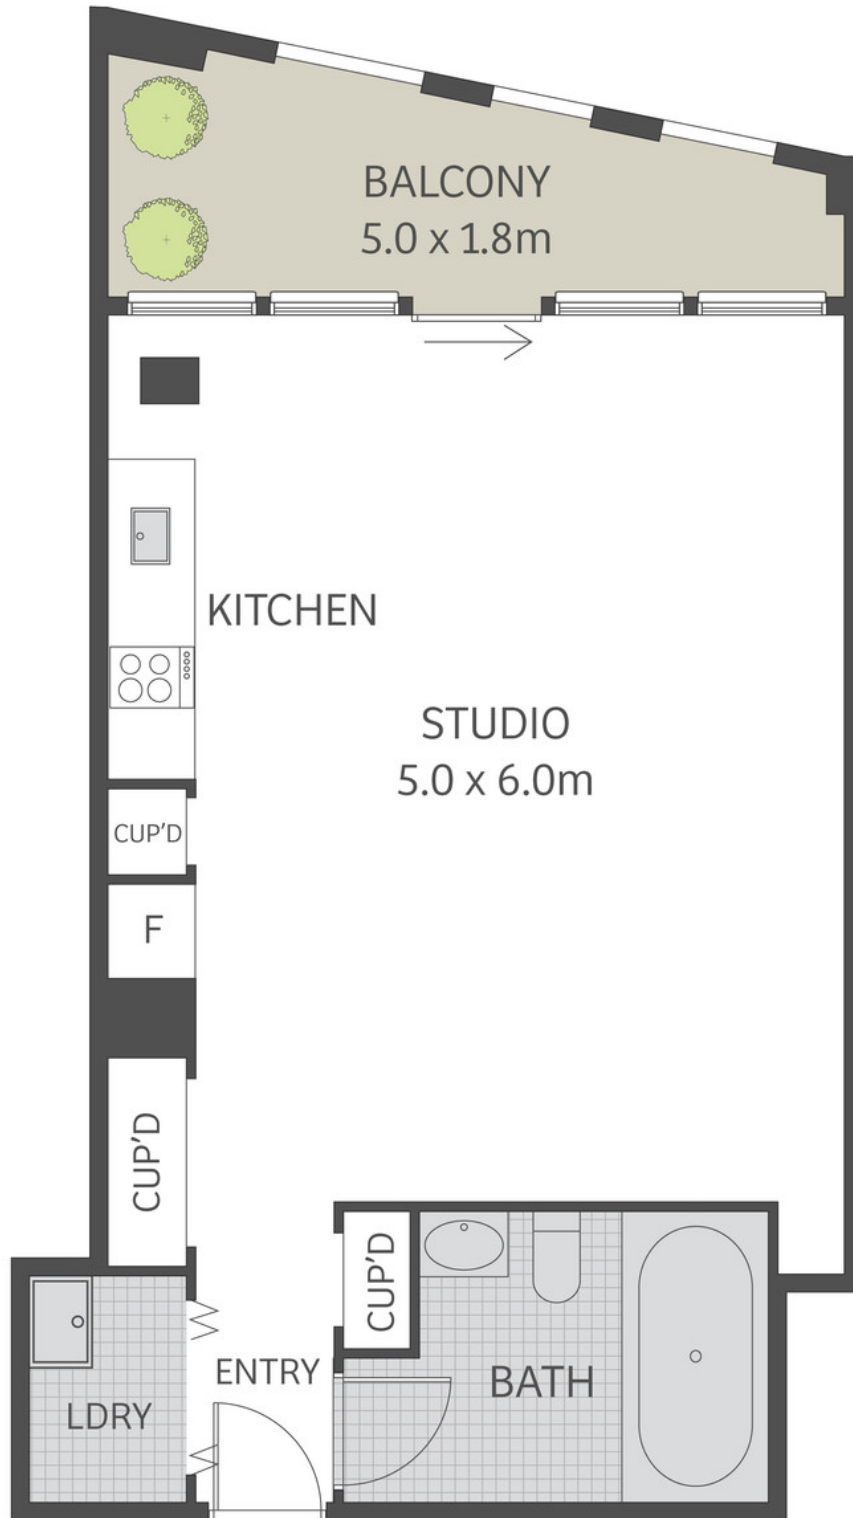 BALCONY
5.0 x 1.8m
KITCHEN
STUDIO
5.0 x 6.0m
CUP'D
F
CUP'D
CUP'D
ENTRY
BATH
LDRY